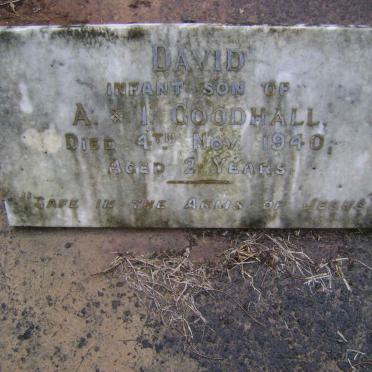 DAVID
INFANT SON OF
A. & I. GOODHALL.
DIED 4TH NOV. 1940,
AGED 2 YEARS
"SAFE IN THE ARMS OF JESUS"